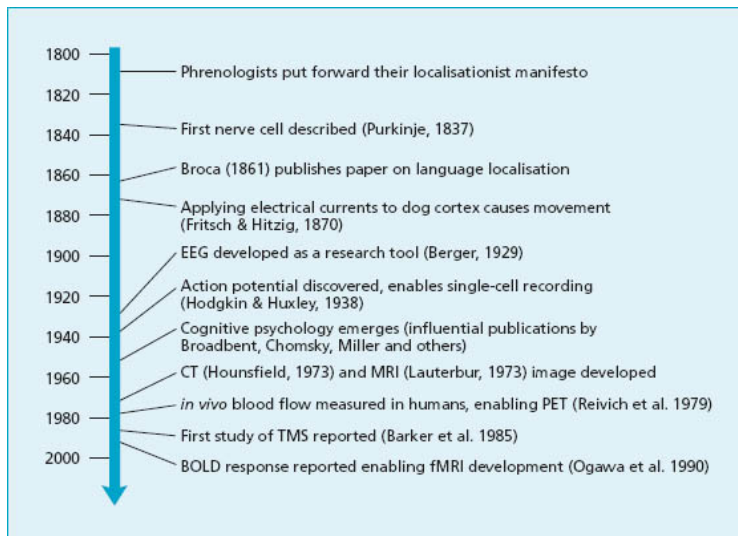 1800
Phrenologists put forward their localisationist manifesto
1820
First nerve cell described (Purkinje, 1837)
1840
Broca (1861) publishes paper on language localisation
1860
Applying electrical currents to dog cortex causes movement
(Fritsch & Hitzig, 1870)
1880
EEG developed as a research tool (Berger, 1929)
1900
Action potential discovered, enables single-cell recording
(Hodgkin & Huxley, 1938)
1920
Cognitive psychology emerges (influential publications by
Broadbent, Chomsky, Miller and others)
1940
CT (Hounsfield, 1973) and MRI (Lauterbur, 1973) image developed
1960
in vivo blood flow measured in humans, enabling PET (Reivich et al. 1979)
1980
First study of TMS reported (Barker et al. 1985)
2000
BOLD response reported enabling fMRI development (Ogawa et al. 1990)